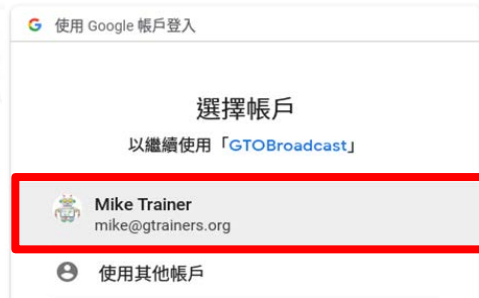 使用 Google 帳戶登入
選擇帳戶
以繼續使用「GTOBroadcast」
Mike Trainer
mike@gtrainers.org
使用其他帳戶